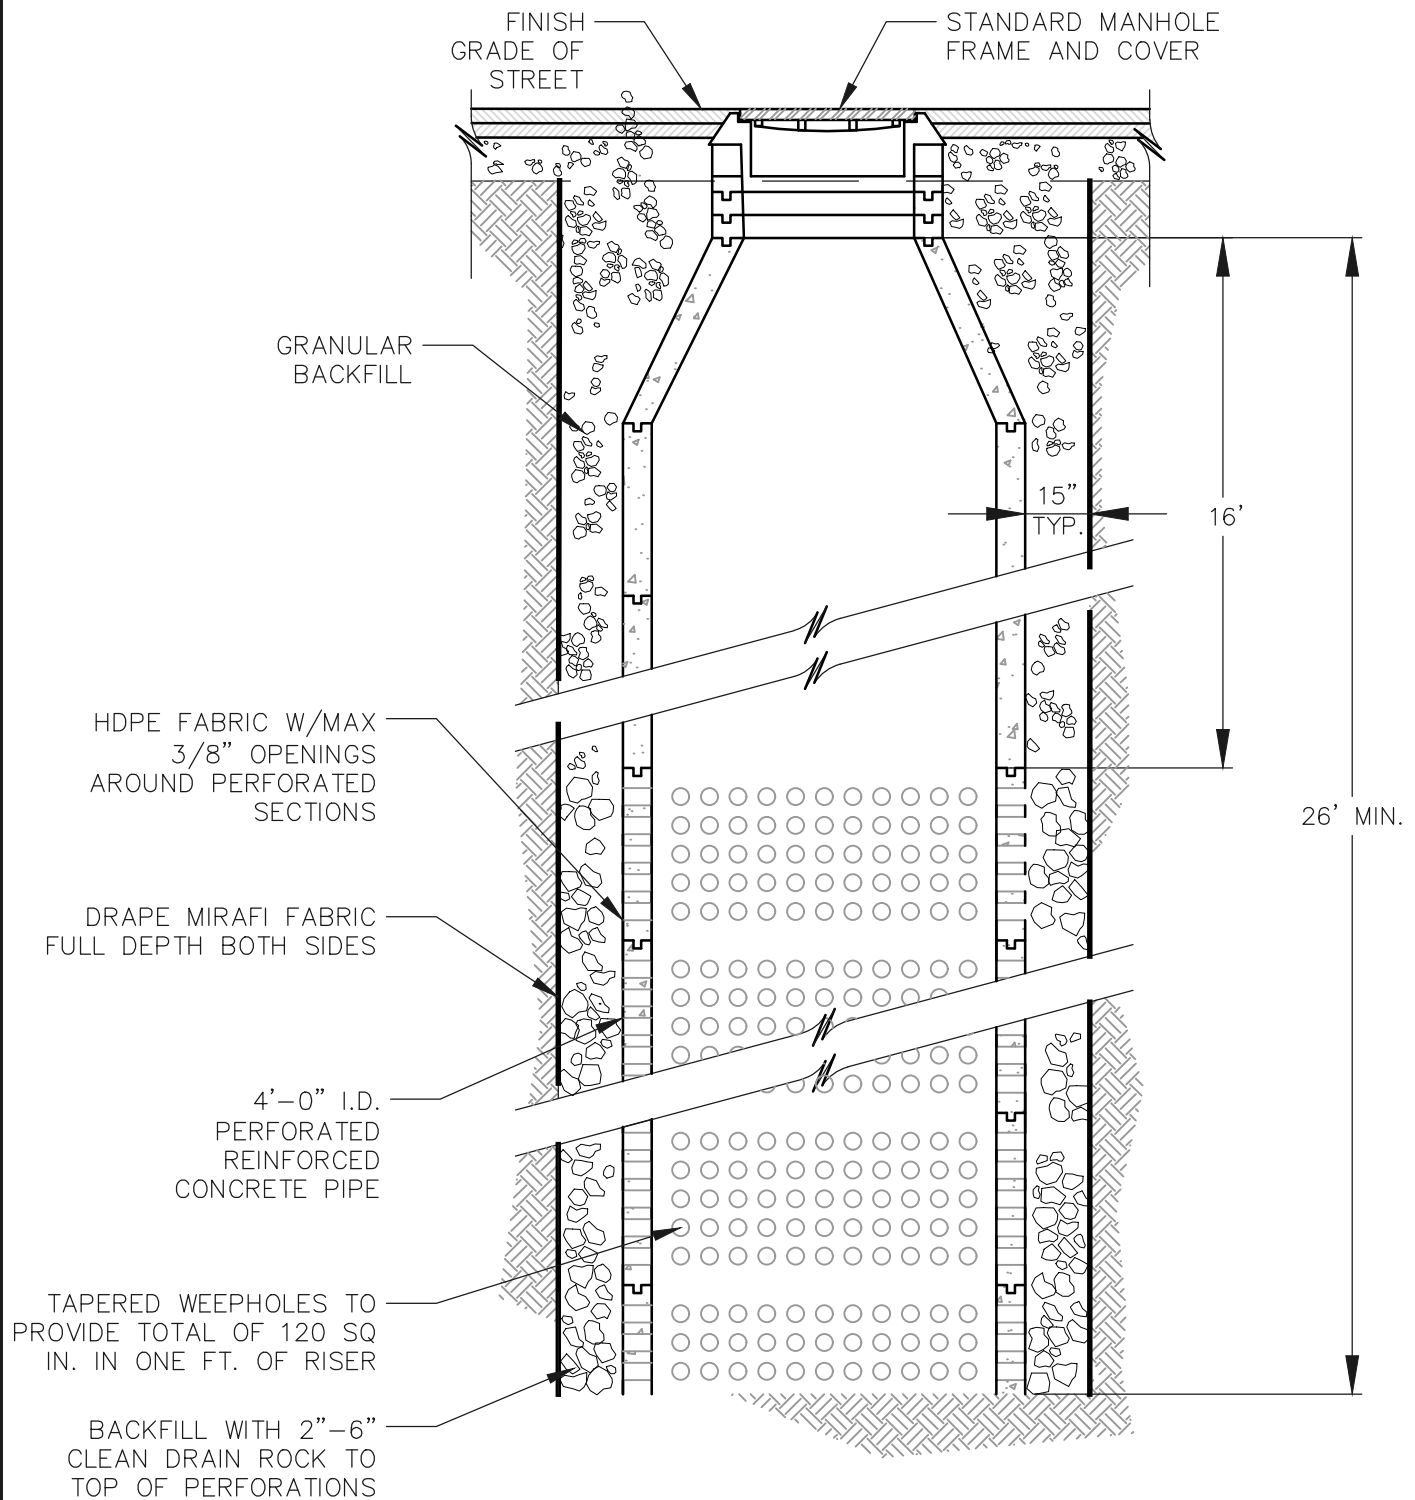 FINISH
GRADE OF
STREET
STANDARD MANHOLE
FRAME AND COVER
GRANULAR
BACKFILL
15"
TYP.
16'
HDPE FABRIC W/MAX
3/8" OPENINGS
AROUND PERFORATED
SECTIONS
26' MIN.
DRAPE MIRAFI FABRIC
FULL DEPTH BOTH SIDES
4'-0" I.D.
PERFORATED
REINFORCED
CONCRETE PIPE
TAPERED WEEPHOLES TO
PROVIDE TOTAL OF 120 SQ
IN. IN ONE FT. OF RISER
BACKFILL WITH 2"-6"
CLEAN DRAIN ROCK TO
TOP OF PERFORATIONS